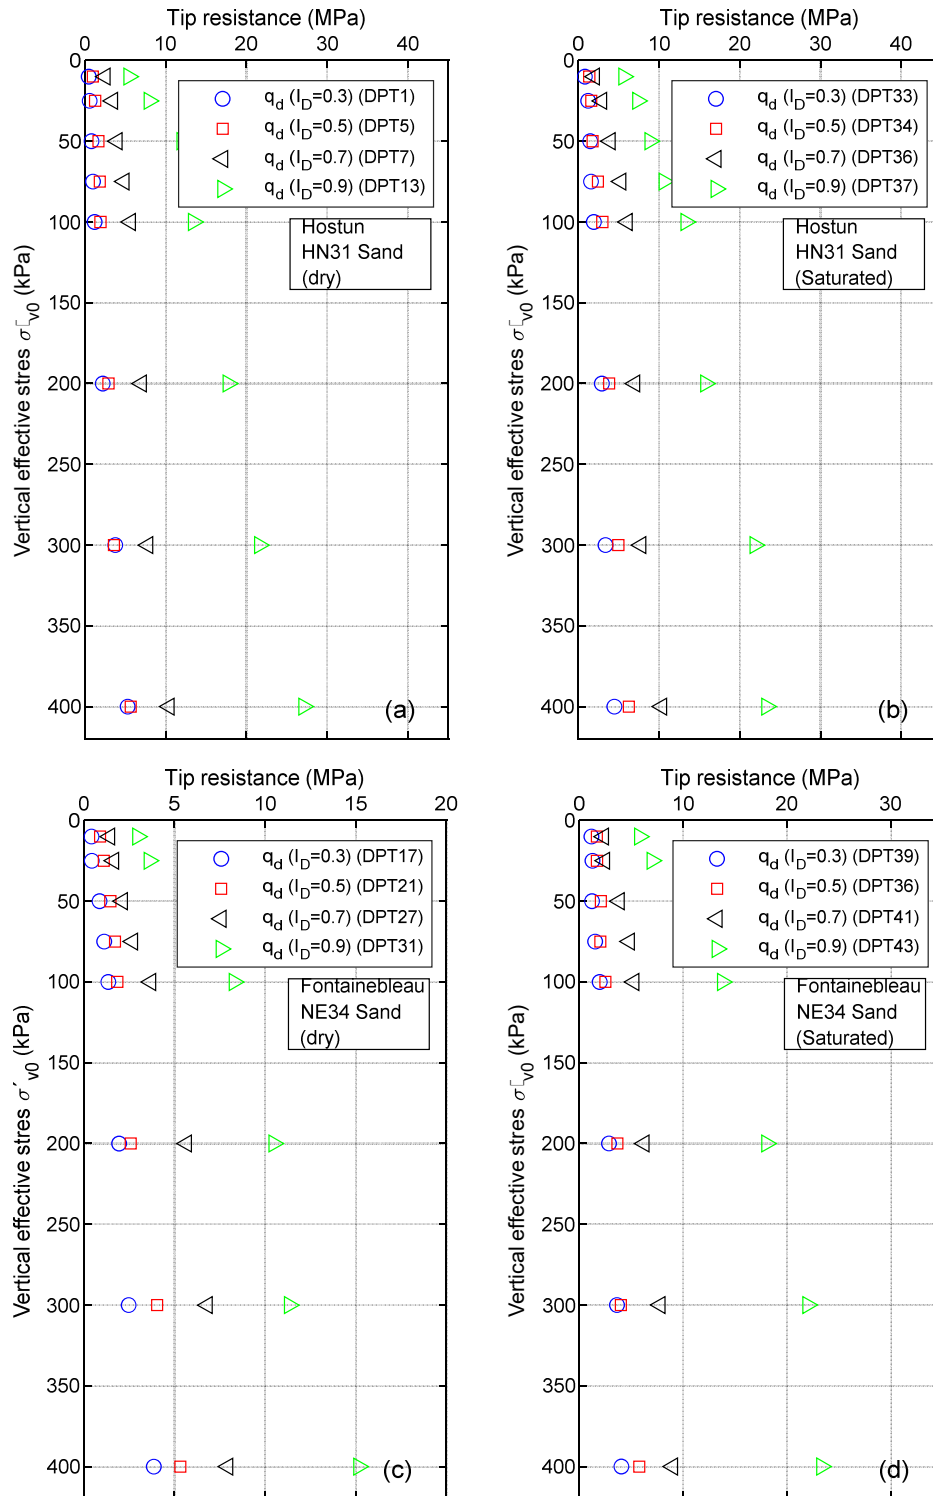 Tip resistance (MPa)
0 10 20 30 40
0
50
100
150
200
250
300
350
400
Vertical effective stres σ[v0 (kPa)
qd (ID=0.3) (DPT1)
qd (ID=0.5) (DPT5)
qd (ID=0.7) (DPT7)
qd (ID=0.9) (DPT13)
Hostun
HN31 Sand
(dry)
(a)
Tip resistance (MPa)
0 10 20 30 40
0
50
100
150
200
250
300
350
400
Vertical effective stres σ[v0 (kPa)
qd (ID=0.3) (DPT33)
qd (ID=0.5) (DPT34)
qd (ID=0.7) (DPT36)
qd (ID=0.9) (DPT37)
Hostun
HN31 Sand
(Saturated)
(b)
Tip resistance (MPa)
0 5 10 15 20
0
50
100
150
200
250
300
350
400
Vertical effective stres σ′v0 (kPa)
qd (ID=0.3) (DPT17)
qd (ID=0.5) (DPT21)
qd (ID=0.7) (DPT27)
qd (ID=0.9) (DPT31)
Fontainebleau
NE34 Sand
(dry)
(c)
Tip resistance (MPa)
0 10 20 30
0
50
100
150
200
250
300
350
400
Vertical effective stres σ[v0 (kPa)
qd (ID=0.3) (DPT39)
qd (ID=0.5) (DPT36)
qd (ID=0.7) (DPT41)
qd (ID=0.9) (DPT43)
Fontainebleau
NE34 Sand
(Saturated)
(d)